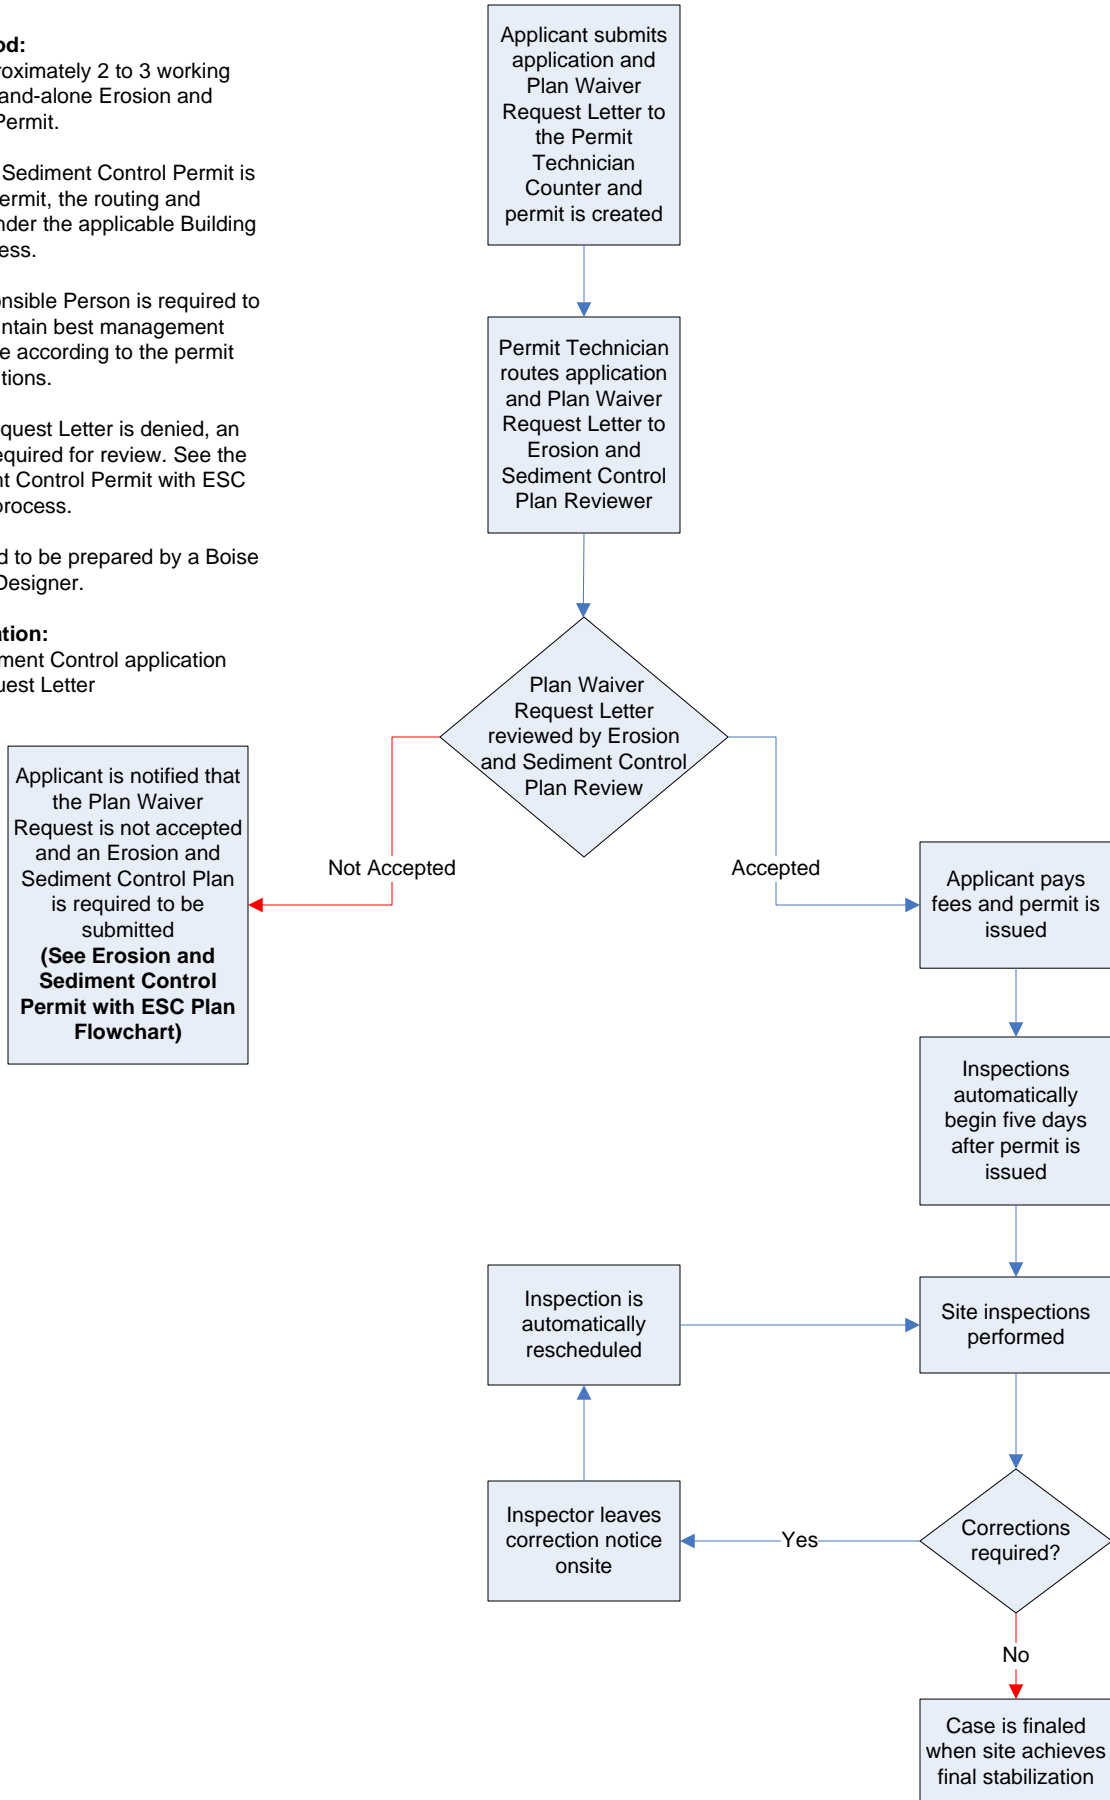 od:
roximately 2 to 3 working
and-alone Erosion and
Permit.
Sediment Control Permit is
ermit, the routing and
nder the applicable Building
ess.
onsible Person is required to
intain best management
e according to the permit
itions.
quest Letter is denied, an
equired for review. See the
nt Control Permit with ESC
process.
d to be prepared by a Boise
Designer.
ation:
ment Control application
uest Letter
Applicant submits
application and
Plan Waiver
Request Letter to
the Permit
Technician
Counter and
permit is created
Permit Technician
routes application
and Plan Waiver
Request Letter to
Erosion and
Sediment Control
Plan Reviewer
Plan Waiver
Request Letter
reviewed by Erosion
and Sediment Control
Plan Review
Not Accepted
Accepted
Applicant is notified that
the Plan Waiver
Request is not accepted
and an Erosion and
Sediment Control Plan
is required to be
submitted
(See Erosion and
Sediment Control
Permit with ESC Plan
Flowchart)
Applicant pays
fees and permit is
issued
Inspections
automatically
begin five days
after permit is
issued
Site inspections
performed
Inspection is
automatically
rescheduled
Inspector leaves
correction notice
onsite
Yes
Corrections
required?
No
Case is finaled
when site achieves
final stabilization